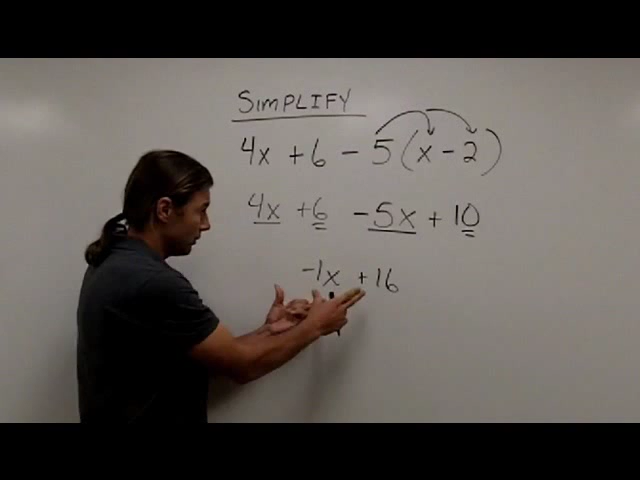 SIMPLIFY
4x + 6 - 5(x - 2)
4x + 6 - 5x + 10
-1x + 16